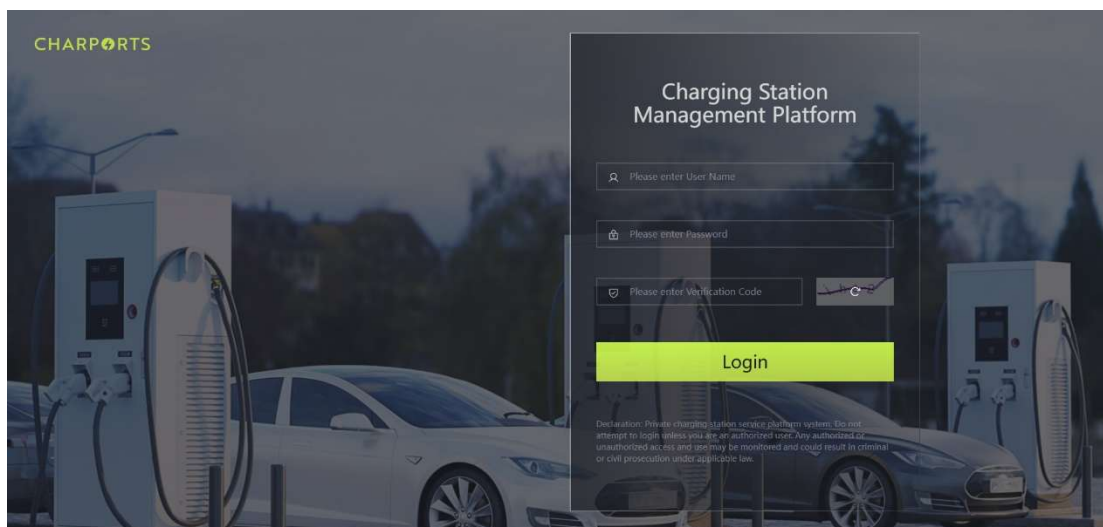 CHARPORTS
Charging Station
Management Platform
Please enter User Name
Please enter Password
Please enter Verification Code
Login
Declaration: Private charging station service platform system. Do not
attempt to login unless you are an authorized user. Any authorized or
unauthorized access and use may be monitored and could result in criminal
or civil prosecution under applicable law.